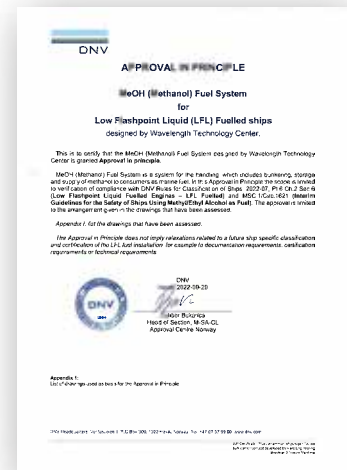 DNV
APPROVAL IN PRINCIPLE
MeOH (Methanol) Fuel System
for
Low Flashpoint Liquid (LFL) Fuelled ships
designed by Wavelength Technology Center.
This is to certify that the MeOH (Methanol) Fuel System designed by Wavelength Technology
Center is granted Approval in principle.
MeOH (Methanol) Fuel System is a system for the handling, which includes bunkering, storage
and supply of methanol to consumers as marine fuel. In this Approval in Principle the scope is limited
to verification of compliance with DNV Rules for Classification of Ships, 2022-07, Pt.6 Ch.2 Sec.6
(Low Flashpoint Liquid Fuelled Engines – LFL Fuelled) and MSC.1/Circ.1621 (Interim
Guidelines for the Safety of Ships Using Methyl/Ethyl Alcohol as Fuel). The approval is limited
to the arrangement given in the drawings that have been assessed.
Appendix I: for the drawings that have been assessed.
The Approval in Principle does not imply relaxations related to a future ship specific classification
and certification of the LFL fuel installation, for example to documentation requirements, certification
requirements or technical requirements.
DNV
2022-09-20
DNV
Bukarica
Head of Section, M-SA-CL
Approval Centre Norway
Appendix I:
List of drawings used as basis for the Approval in Principle